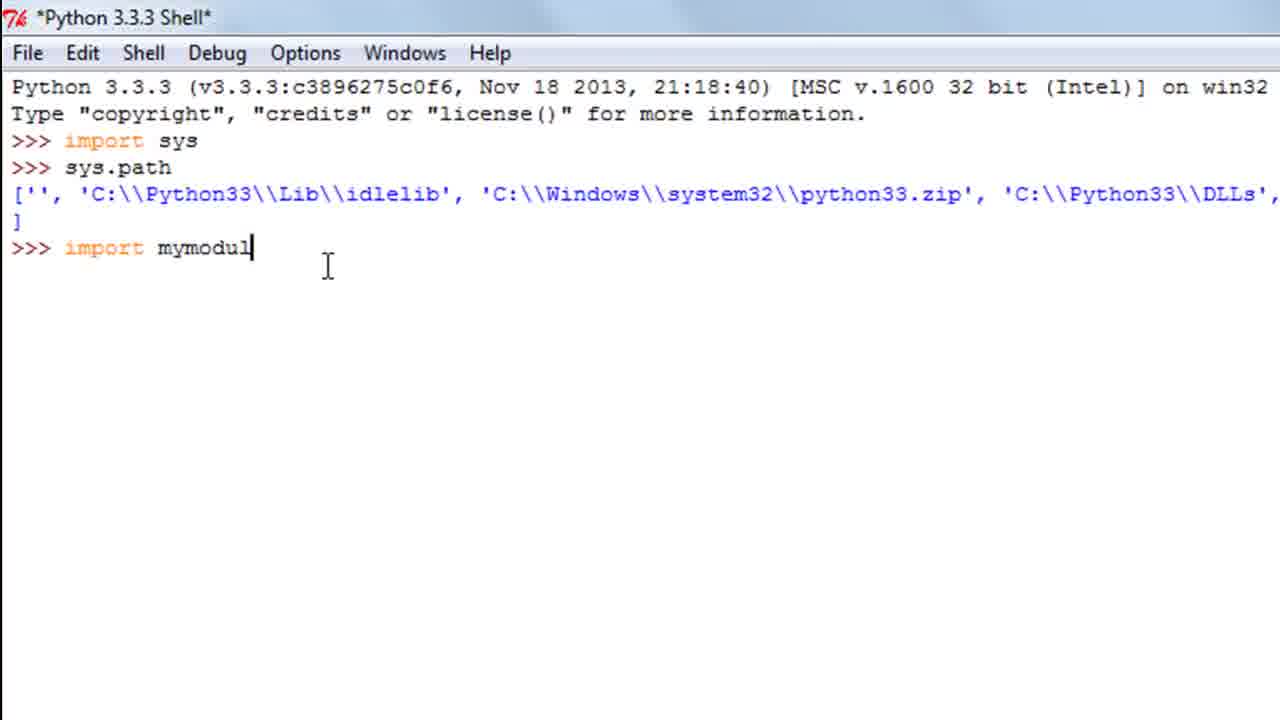 *Python 3.3.3 Shell*
File Edit Shell Debug Options Windows Help
Python 3.3.3 (v3.3.3:c3896275c0f6, Nov 18 2013, 21:18:40) [MSC v.1600 32 bit (Intel)] on win32
Type "copyright", "credits" or "license()" for more information.
>>> import sys
>>> sys.path
['', 'C:\\Python33\\Lib\\idlelib', 'C:\\Windows\\system32\\python33.zip', 'C:\\Python33\\DLLs',
]
>>> import mymodul